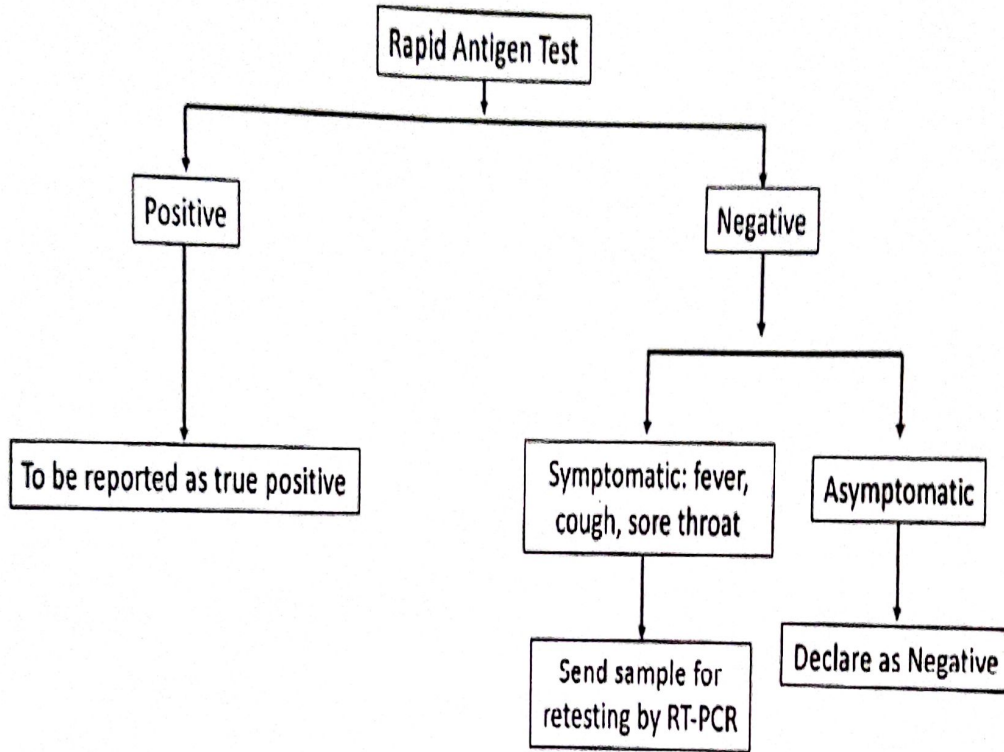 Rapid Antigen Test
Positive
Negative
To be reported as true positive
Symptomatic: fever,
cough, sore throat
Asymptomatic
Send sample for
retesting by RT-PCR
Declare as Negative